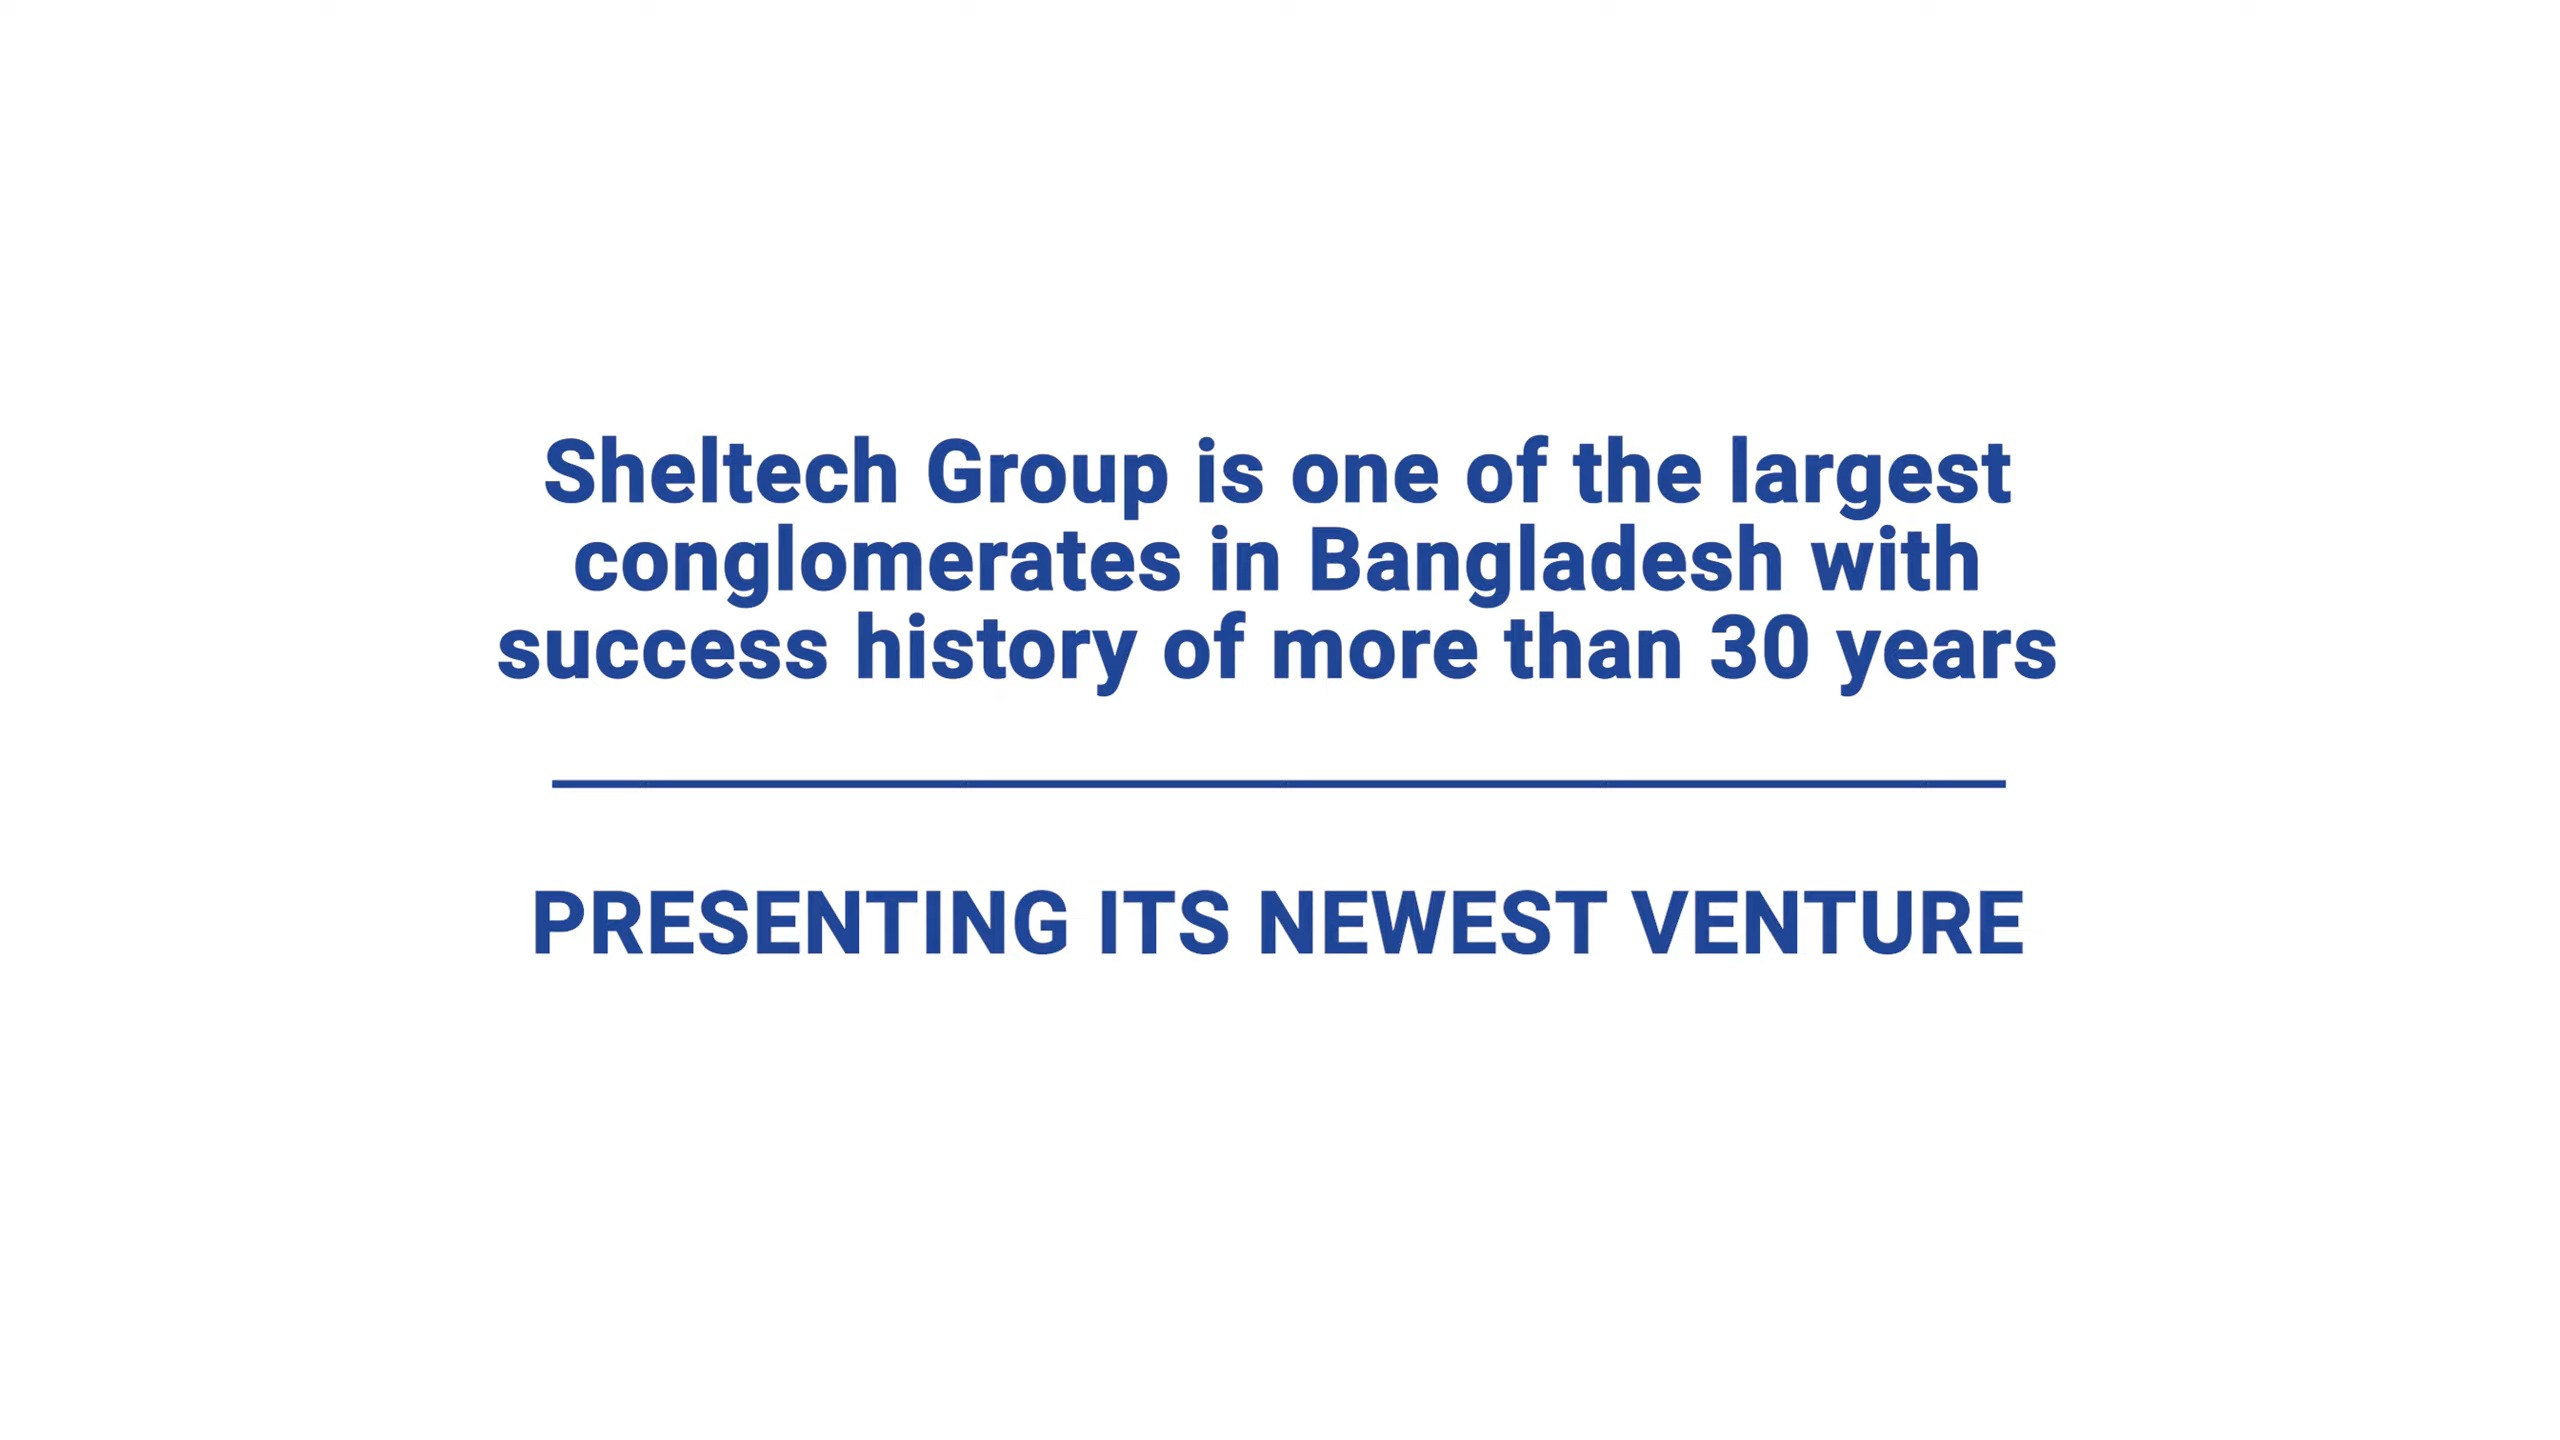 Sheltech Group is one of the largest
conglomerates in Bangladesh with
success history of more than 30 years
PRESENTING ITS NEWEST VENTURE